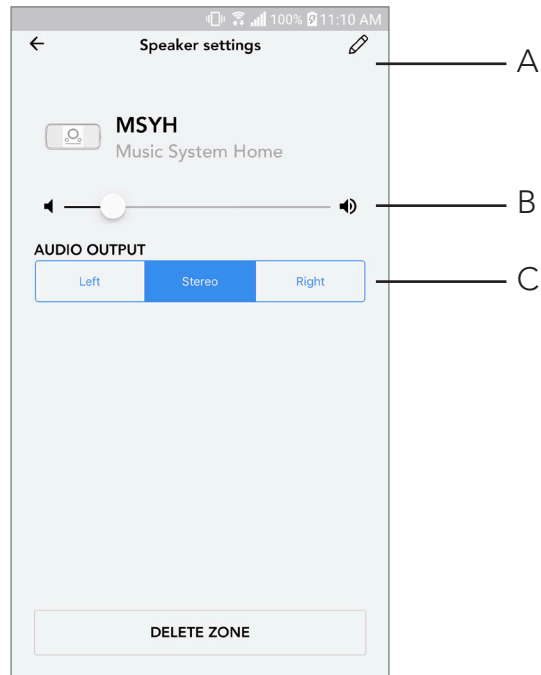 100% 11:10 AM
Speaker settings
A
MSYH
Music System Home
B
AUDIO OUTPUT
Left Stereo Right
C
DELETE ZONE